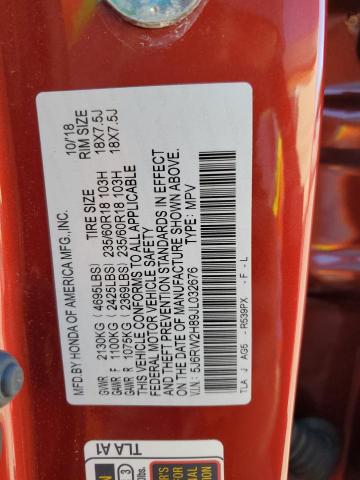 MFD.BY HONDA OF AMERICA MFG.,INC. 10/18
TIRE SIZE RIM SIZE
GVWR 2130KG ( 4695LBS)
GAWR F 1100KG ( 2425LBS) 235/60R18 103H 18X7.5J
GAWR R 1075KG ( 2369LBS) 235/60R18 103H 18X7.5J
THIS VEHICLE CONFORMS TO ALL APPLICABLE
FEDERAL MOTOR VEHICLE SAFETY
AND THEFT PREVENTION STANDARDS IN EFFECT
ON THE DATE OF MANUFACTURE SHOWN ABOVE.
V.I.N: 5J6RW2H89JL032676 TYPE: MPV
TLA J AG5 - R539PX - F - L
TLA A1